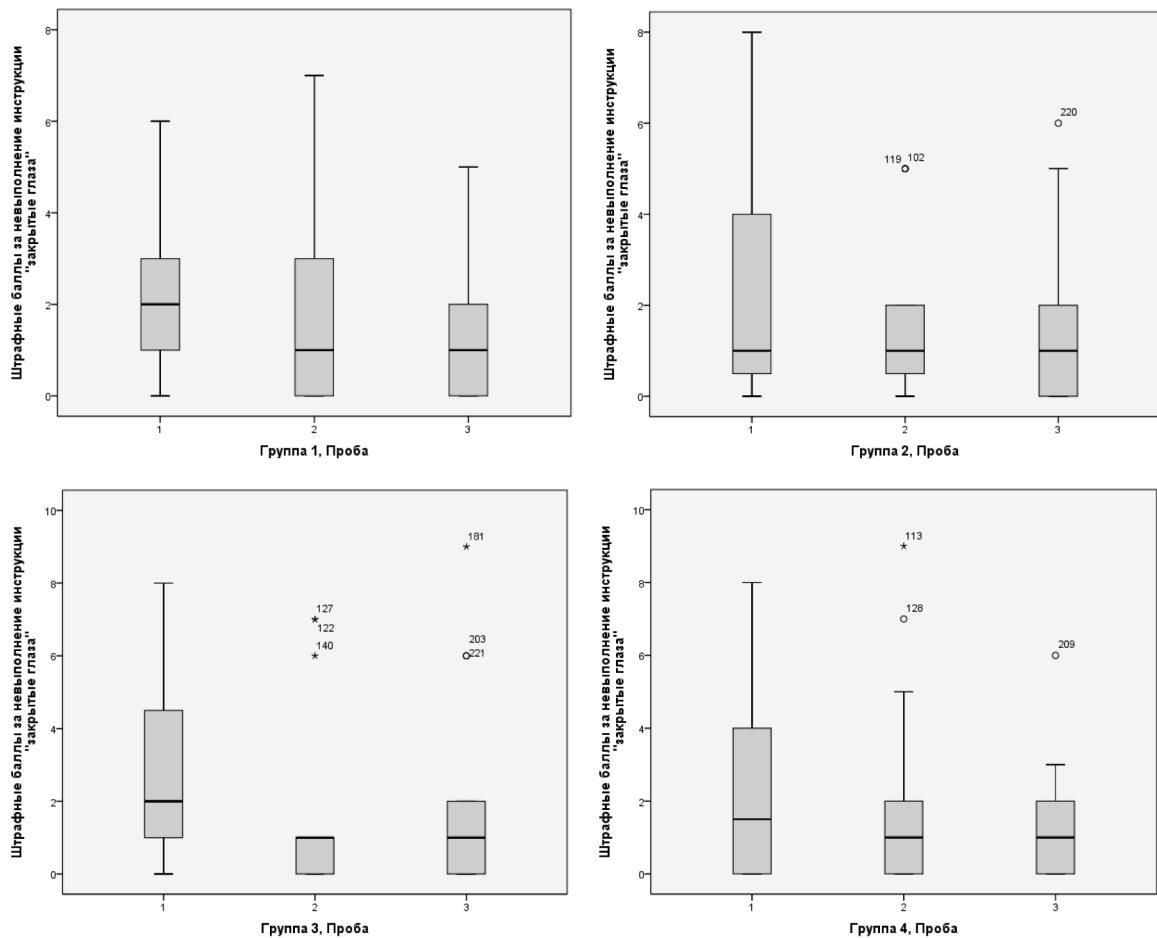 Штрафные баллы за невыполнение инструкции
"закрытые глаза"
8
6
4
2
0
1 2 3
Группа 1, Проба
Штрафные баллы за невыполнение инструкции
"закрытые глаза"
8
6
4
2
0
220
119 102
1 2 3
Группа 2, Проба
Штрафные баллы за невыполнение инструкции
"закрытые глаза"
10
8
6
4
2
0
181
127
122
140
203
221
1 2 3
Группа 3, Проба
Штрафные баллы за невыполнение инструкции
"закрытые глаза"
10
8
6
4
2
0
113
128
209
1 2 3
Группа 4, Проба